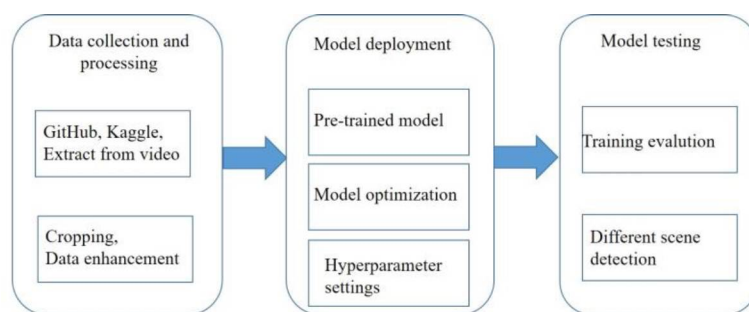 Data collection and
processing
GitHub, Kaggle,
Extract from video
Cropping,
Data enhancement
Model deployment
Pre-trained model
Model optimization
Hyperparameter
settings
Model testing
Training evalution
Different scene
detection